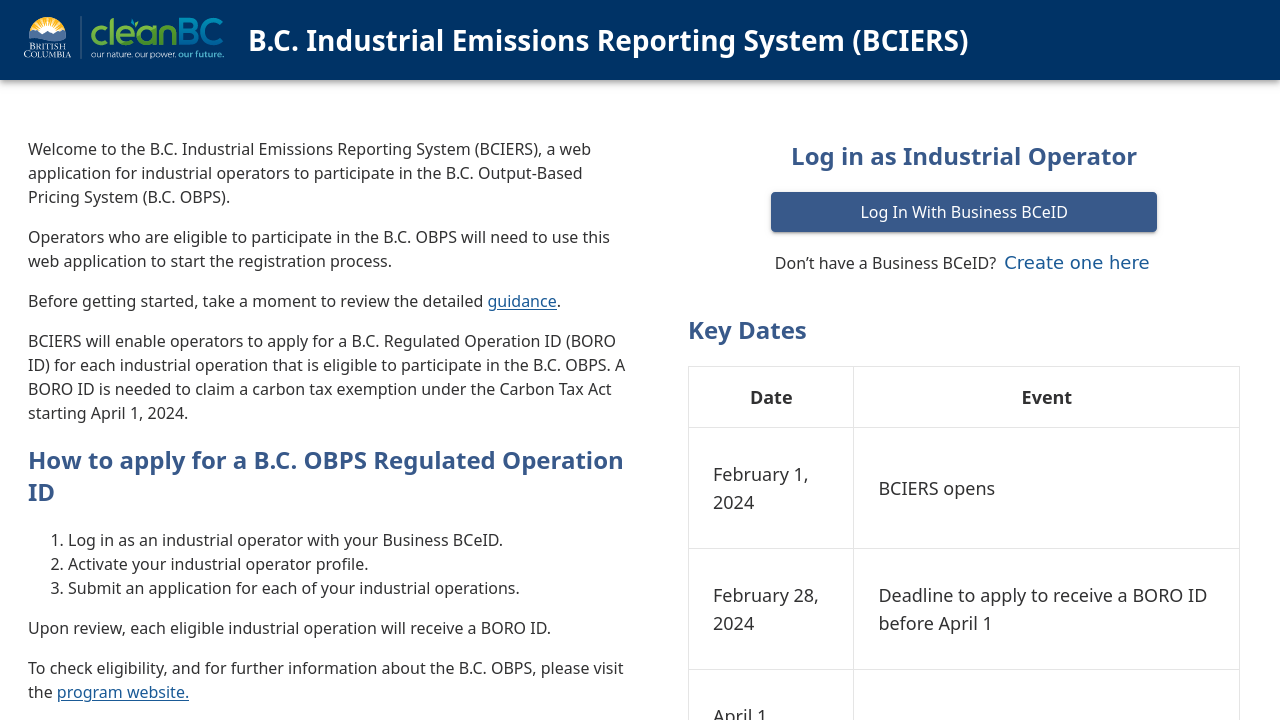 BRITISH
COLUMBIA
cleanBC
our nature. our power. our future.
B.C. Industrial Emissions Reporting System (BCIERS)
Welcome to the B.C. Industrial Emissions Reporting System (BCIERS), a web
application for industrial operators to participate in the B.C. Output-Based
Pricing System (B.C. OBPS).
Operators who are eligible to participate in the B.C. OBPS will need to use this
web application to start the registration process.
Before getting started, take a moment to review the detailed guidance.
BCIERS will enable operators to apply for a B.C. Regulated Operation ID (BORO
ID) for each industrial operation that is eligible to participate in the B.C. OBPS. A
BORO ID is needed to claim a carbon tax exemption under the Carbon Tax Act
starting April 1, 2024.
How to apply for a B.C. OBPS Regulated Operation
ID
1. Log in as an industrial operator with your Business BCeID.
2. Activate your industrial operator profile.
3. Submit an application for each of your industrial operations.
Upon review, each eligible industrial operation will receive a BORO ID.
To check eligibility, and for further information about the B.C. OBPS, please visit
the program website.
Log in as Industrial Operator
Log In With Business BCeID
Don’t have a Business BCeID? Create one here
Key Dates
Date Event
February 1,
2024
BCIERS opens
February 28,
2024
Deadline to apply to receive a BORO ID
before April 1
April 1